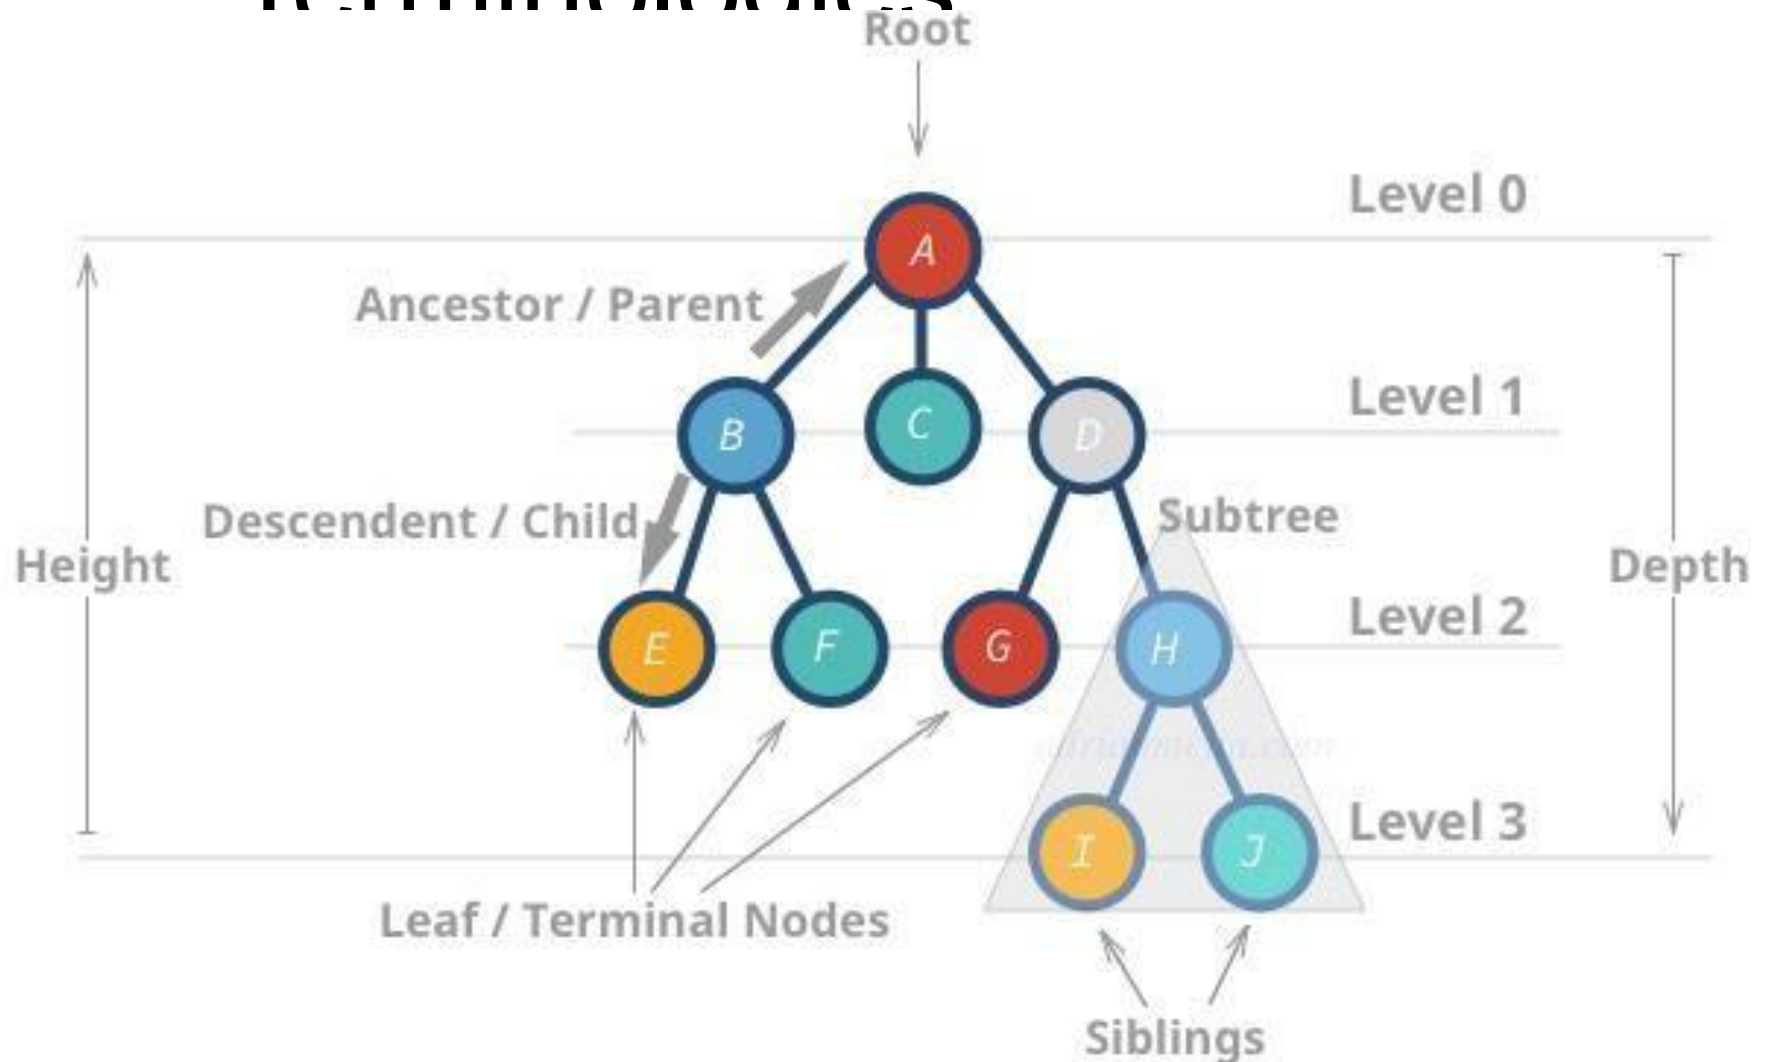 Terminologies
Root
Level 0
A
Ancestor / Parent
Level 1
B
C
D
Descendent / Child
Subtree
Height
Depth
Level 2
E
F
G
H
Level 3
I
J
Leaf / Terminal Nodes
Siblings